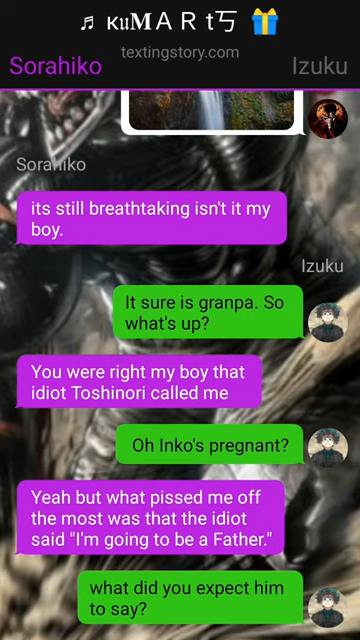 ♬ ĸนMＡＲt丂 🎁
textingstory.com
Sorahiko
Izuku
Sorahiko
its still breathtaking isn't it my
boy.
Izuku
It sure is granpa. So
what's up?
You were right my boy that
idiot Toshinori called me
Oh Inko's pregnant?
Yeah but what pissed me off
the most was that the idiot
said "I'm going to be a Father."
what did you expect him
to say?